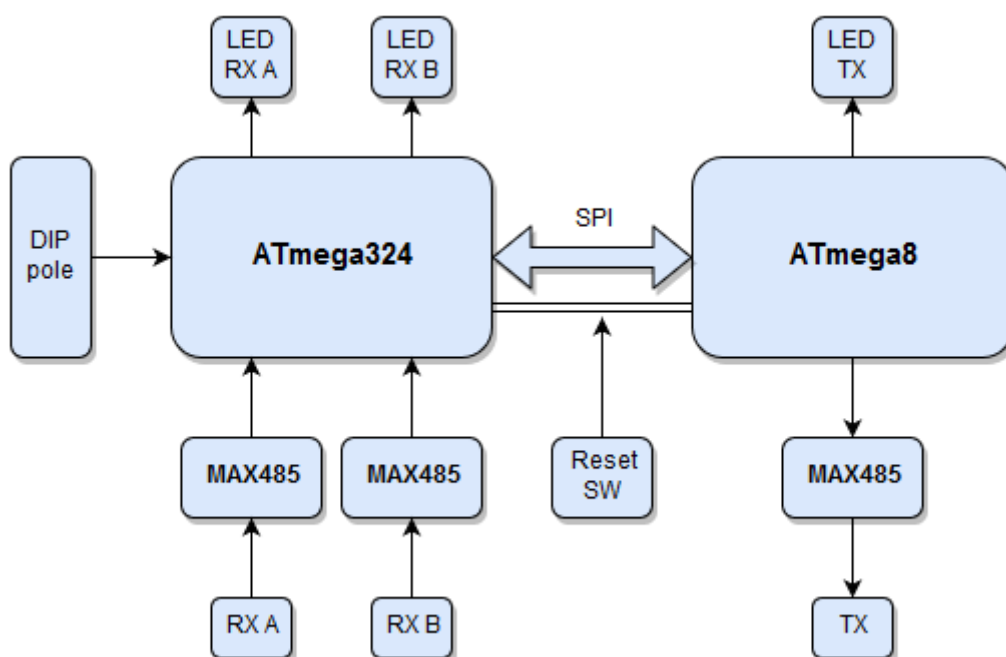 LED
RX A
LED
RX B
LED
TX
DIP
pole
ATmega324
SPI
ATmega8
MAX485
MAX485
Reset
SW
MAX485
RX A
RX B
TX